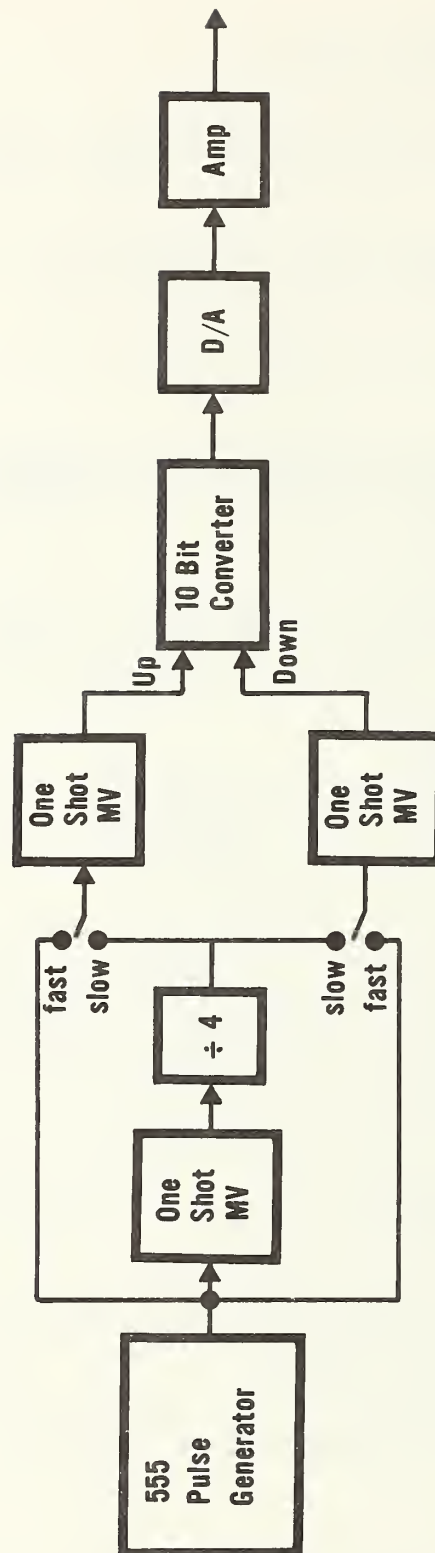 555
Pulse
Generator
One
Shot
MV
÷ 4
fast
slow
slow
fast
One
Shot
MV
One
Shot
MV
Up
Down
10 Bit
Converter
D/A
Amp